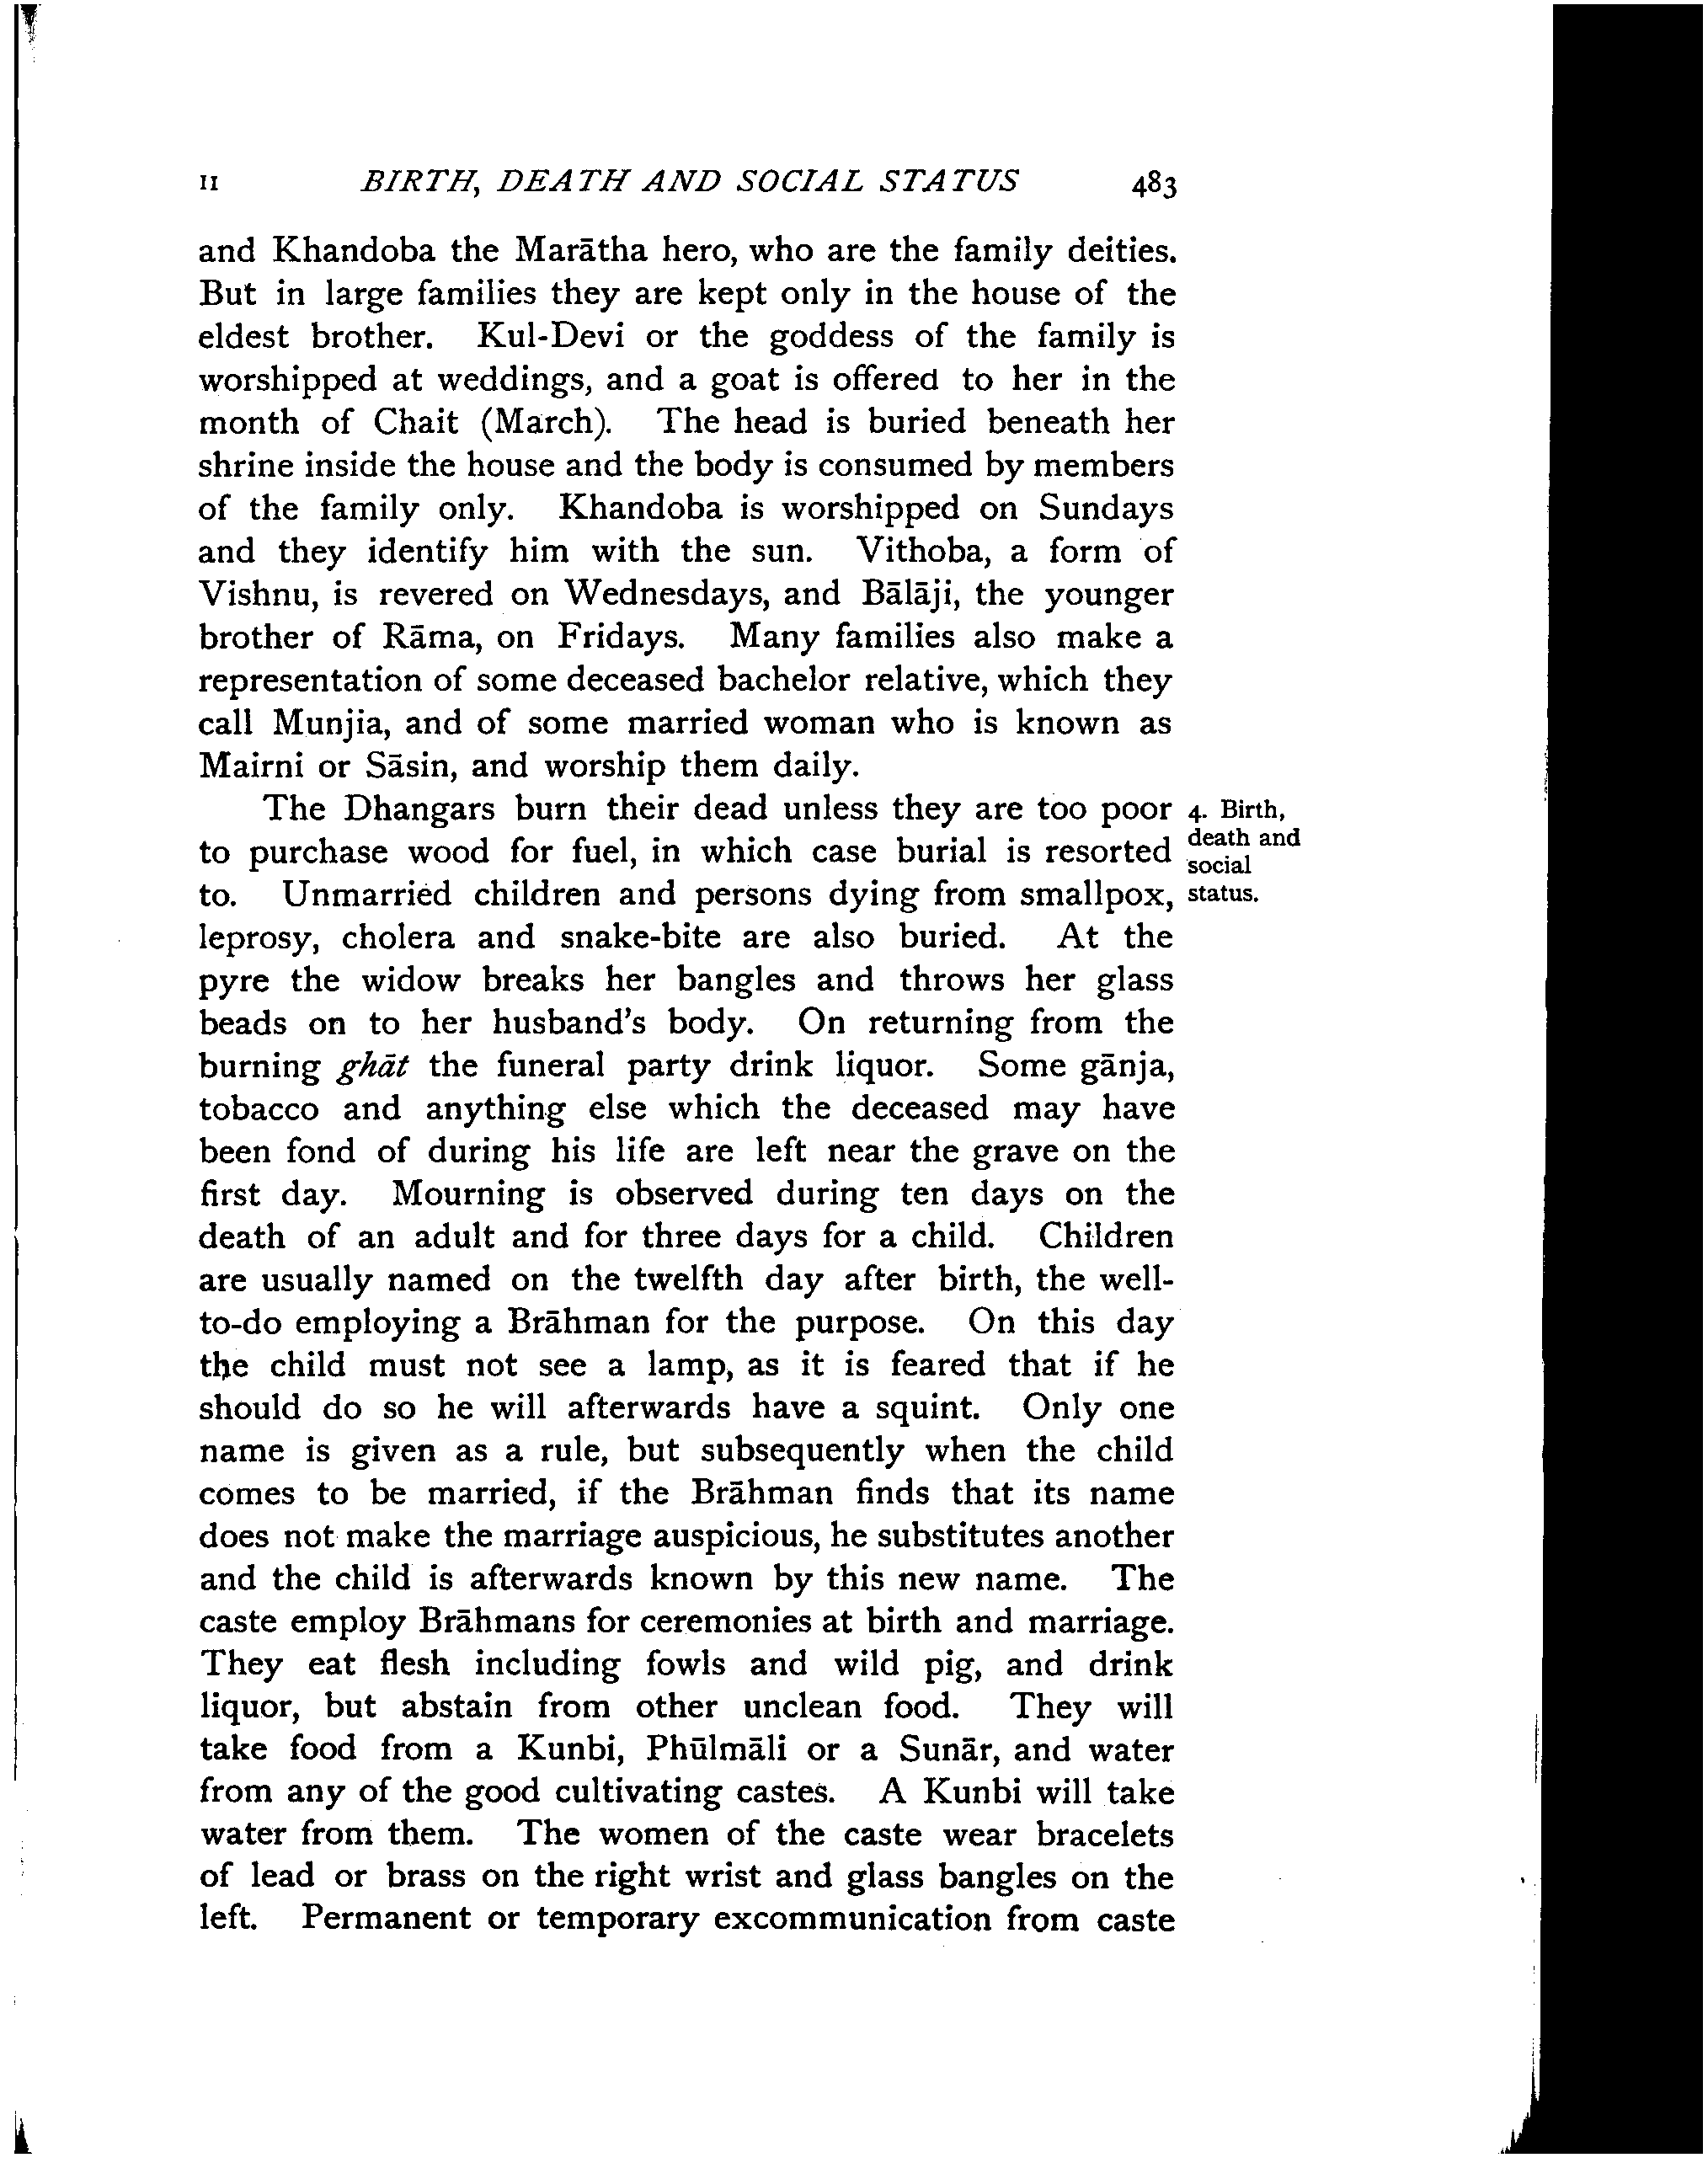 II BIRTH, DEATH AND SOCIAL STATUS 483
and Khandoba the Marātha hero, who are the family deities.
But in large families they are kept only in the house of the
eldest brother. Kul-Devi or the goddess of the family is
worshipped at weddings, and a goat is offered to her in the
month of Chait (March). The head is buried beneath her
shrine inside the house and the body is consumed by members
of the family only. Khandoba is worshipped on Sundays
and they identify him with the sun. Vithoba, a form of
Vishnu, is revered on Wednesdays, and Bālāji, the younger
brother of Rāma, on Fridays. Many families also make a
representation of some deceased bachelor relative, which they
call Munjia, and of some married woman who is known as
Mairni or Sāsin, and worship them daily.
The Dhangars burn their dead unless they are too poor
to purchase wood for fuel, in which case burial is resorted
to. Unmarried children and persons dying from smallpox,
leprosy, cholera and snake-bite are also buried. At the
pyre the widow breaks her bangles and throws her glass
beads on to her husband's body. On returning from the
burning ghāt the funeral party drink liquor. Some gānja,
tobacco and anything else which the deceased may have
been fond of during his life are left near the grave on the
first day. Mourning is observed during ten days on the
death of an adult and for three days for a child. Children
are usually named on the twelfth day after birth, the well-
to-do employing a Brāhman for the purpose. On this day
the child must not see a lamp, as it is feared that if he
should do so he will afterwards have a squint. Only one
name is given as a rule, but subsequently when the child
comes to be married, if the Brāhman finds that its name
does not make the marriage auspicious, he substitutes another
and the child is afterwards known by this new name. The
caste employ Brāhmans for ceremonies at birth and marriage.
They eat flesh including fowls and wild pig, and drink
liquor, but abstain from other unclean food. They will
take food from a Kunbi, Phūlmāli or a Sunār, and water
from any of the good cultivating castes. A Kunbi will take
water from them. The women of the caste wear bracelets
of lead or brass on the right wrist and glass bangles on the
left. Permanent or temporary excommunication from caste
4. Birth,
death and
social
status.